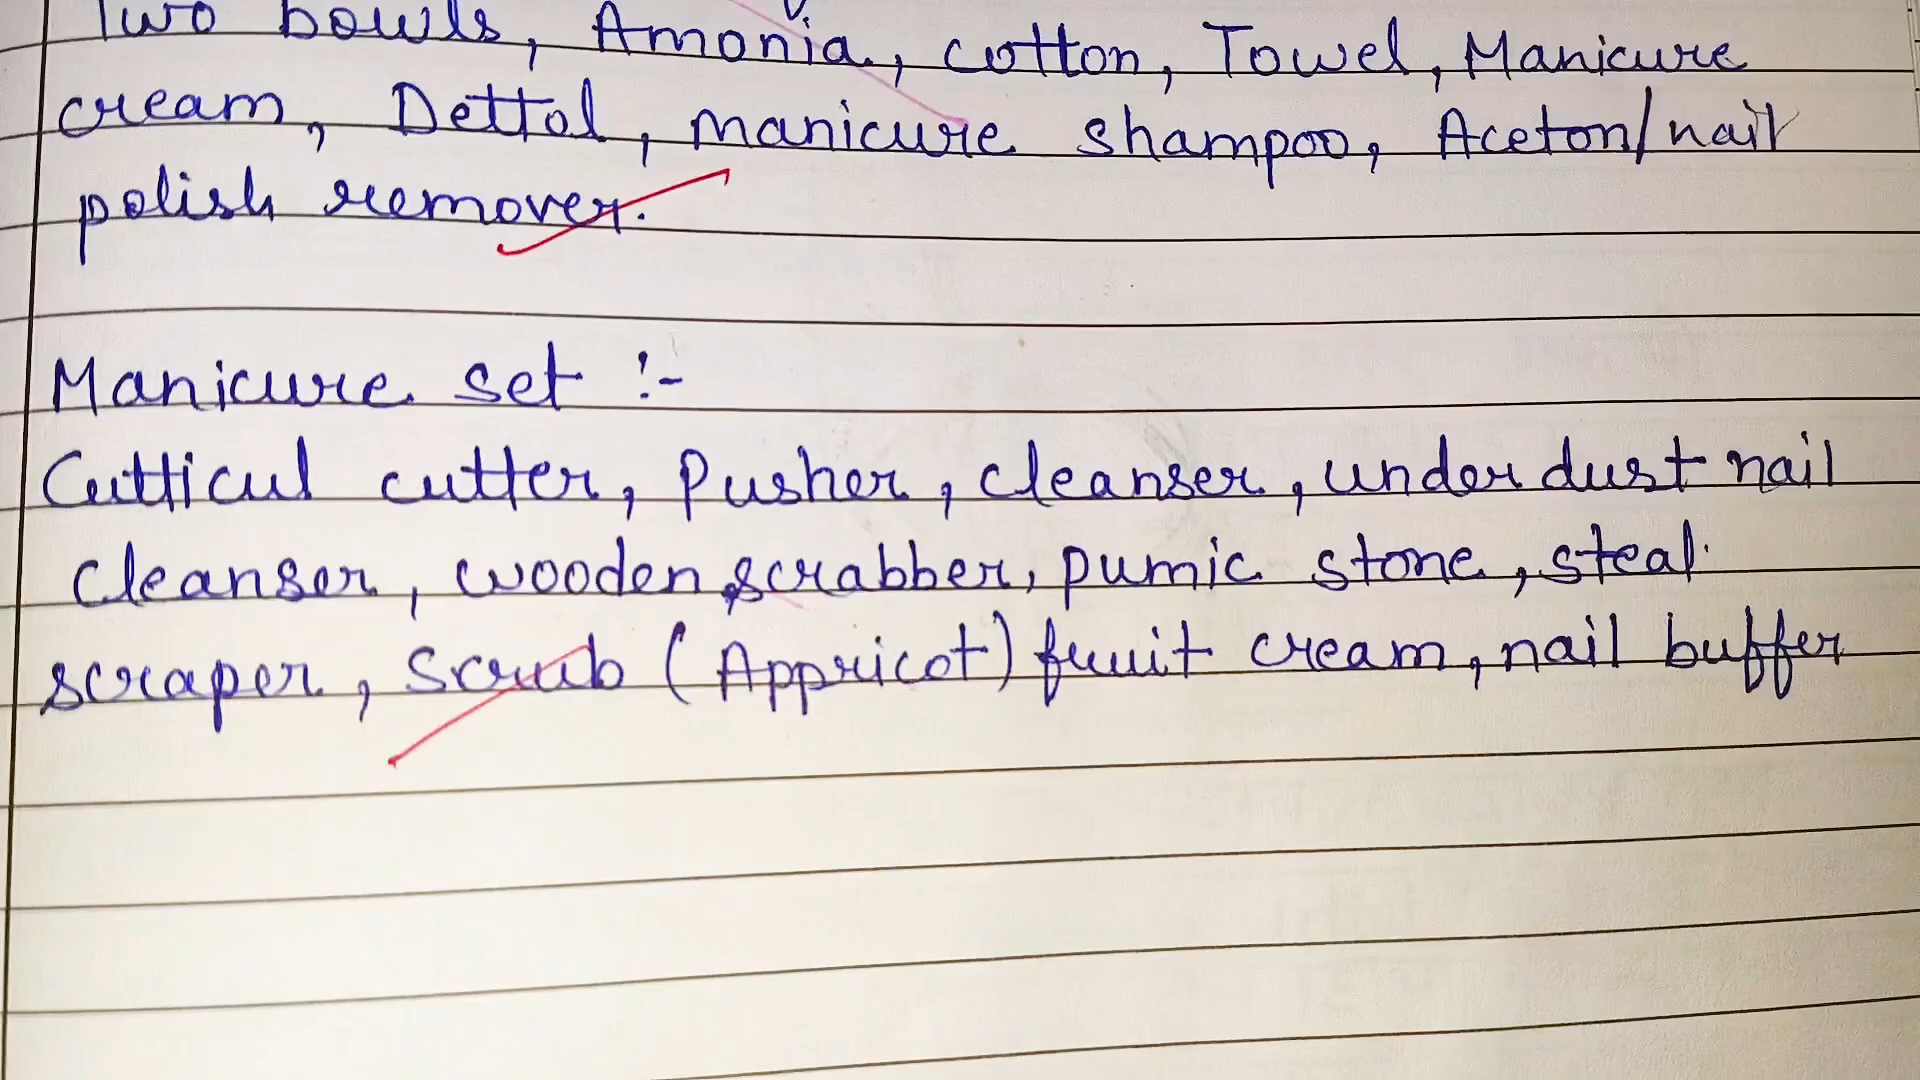 Two bowls, Amonia, cotton, Towel, Manicure
cream, Dettol, manicure shampoo, Aceton/nail
polish remover.
Manicure set :-
Cutticul cutter, Pusher, cleanser, under dust nail
cleanser, wooden scrabber, pumic stone, steal
scraper, Scrub (Appricot) fruit cream, nail buffer